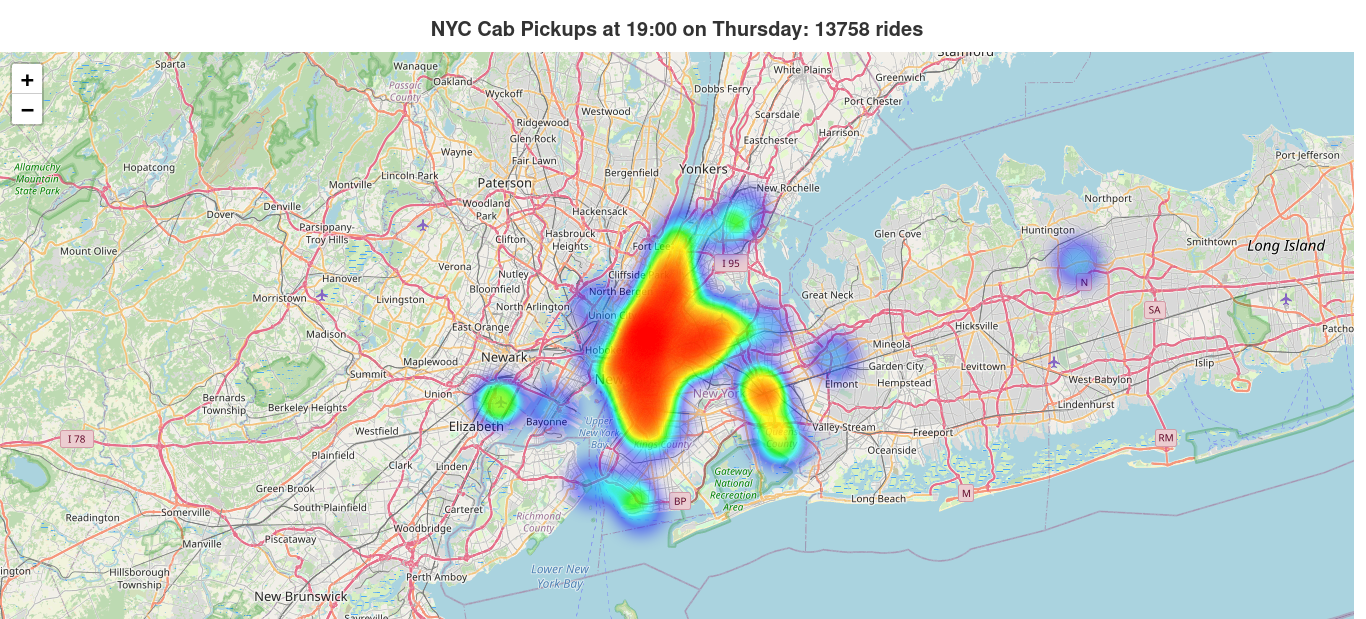 NYC Cab Pickups at 19:00 on Thursday: 13758 rides
Stamford
+
−
Sparta
Wanaque
Oakland
Passaic
County
Wyckoff
Dobbs Ferry
White Plains
Greenwich
Port Chester
Westwood
Scarsdale
Ridgewood
Glen Rock
Eastchester
Harrison
Wayne
Fair Lawn
Allamuchy
Mountain
State Park
Hopatcong
Lincoln Park
Montville
Paterson
Bergenfield
Yonkers
New Rochelle
Port Jefferson
Northport
Dover
Denville
Woodland
Park
Hackensack
Parsippany-
Troy Hills
Clifton
Hasbrouck
Heights
Fort Lee
Glen Cove
Huntington
Smithtown
Long Island
Mount Olive
Verona
Nutley
Cliffside Park
I 95
Hanover
Bloomfield
North Bergen
N
Morristown
Livingston
North Arlington
Union C
Great Neck
SA
Madison
East Orange
Hicksville
Patcho
Maplewood
Newark
Hobo
Mineola
Garden City
Levittown
Islip
Summit
New
Elmont
Hempstead
West Babylon
Bernards
Township
Berkeley Heights
Union
New Yor
Lindenhurst
I 78
Westfield
Elizabeth
Bayonne
Upper
New York
Bay
Kings County
County
Valley Stream
Freeport
RM
Plainfield
Clark
Linden
Oceanside
Green Brook
Gateway
National
Recreation
Area
BP
Long Beach
M
Readington
Somerville
South Plainfield
Carteret
Richmond
County
Manville
Piscataway
Woodbridge
ington
Hillsborough
Township
Perth Amboy
Lower New
York Bay
New Brunswick
Sayreville